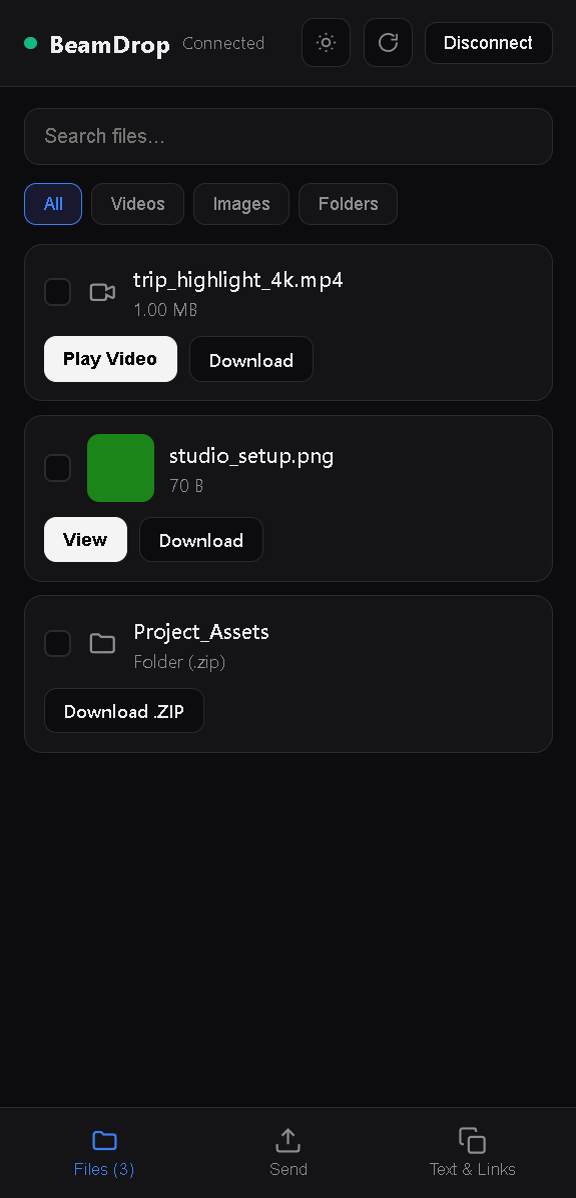 BeamDrop Connected Disconnect
Search files...
All Videos Images Folders
trip_highlight_4k.mp4
1.00 MB
Play Video Download
studio_setup.png
70 B
View Download
Project_Assets
Folder (.zip)
Download .ZIP
Files (3) Send Text & Links